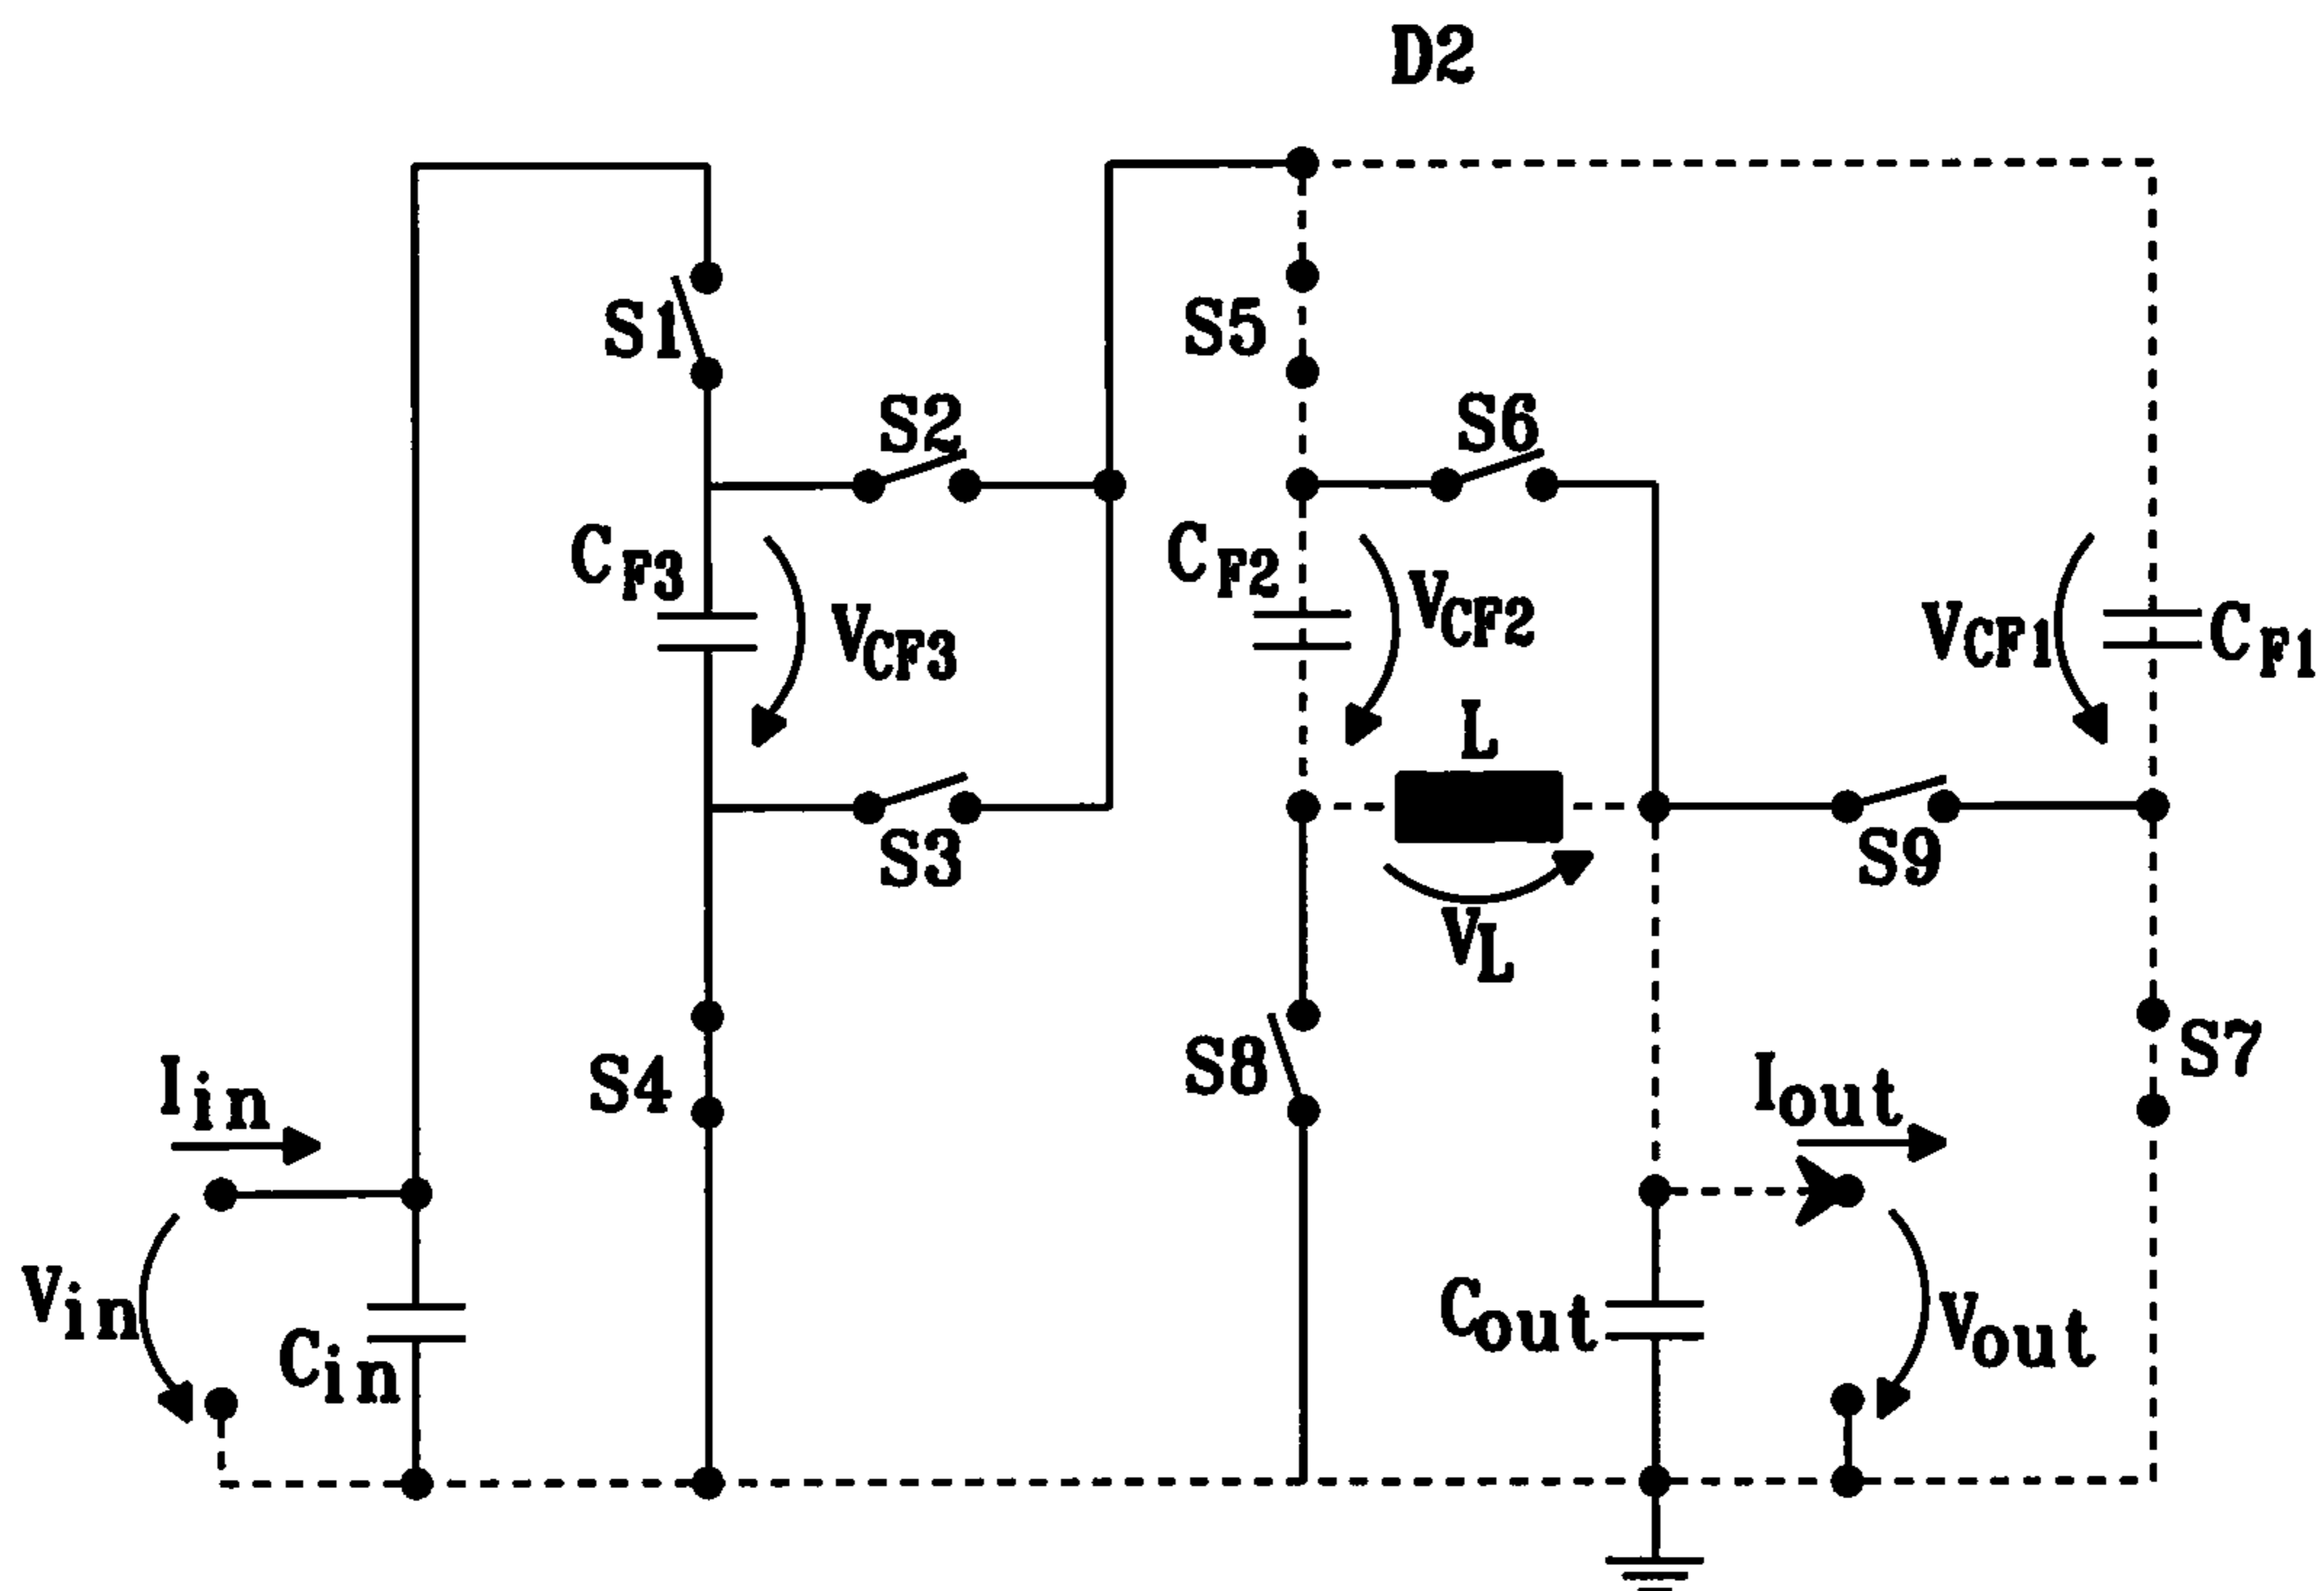 D2
S1
S5
S2
S6
CF3
VCF3
CF2
VCF2
VCF1
CF1
L
S3
S9
VL
S4
S8
S7
Iin
Iout
Vin
Cin
Cout
Vout